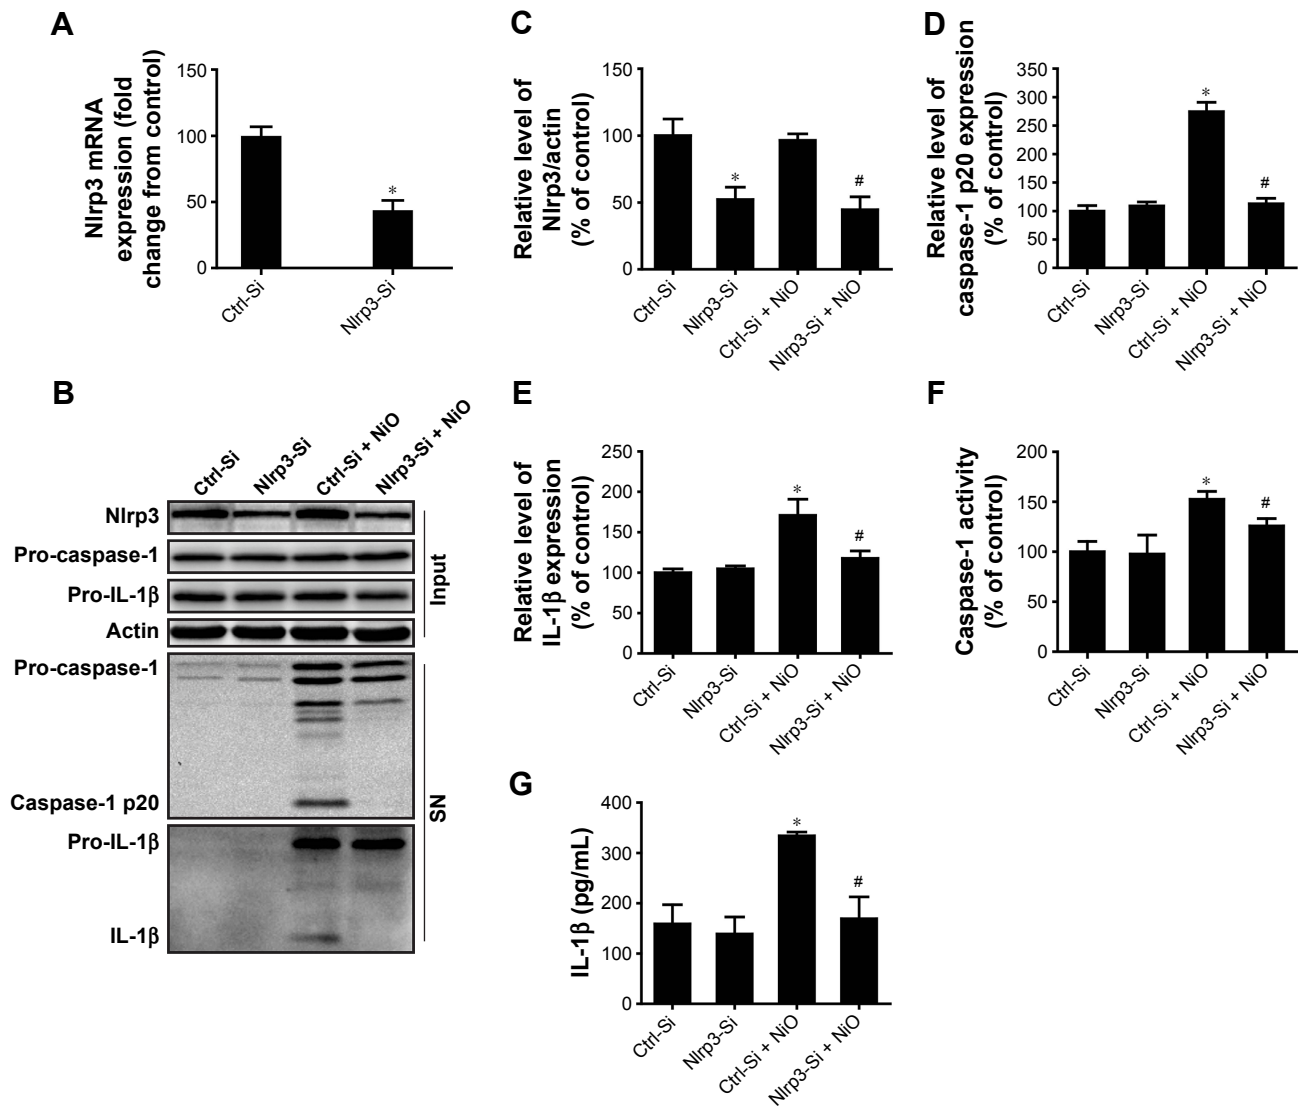 A
Nlrp3 mRNA
expression (fold
change from control)
150
100
50
0
*
Ctrl-Si
Nlrp3-Si
C
Relative level of
Nlrp3/actin
(% of control)
150
100
50
0
*
#
Ctrl-Si
Nlrp3-Si
Ctrl-Si + NiO
Nlrp3-Si + NiO
D
Relative level of
caspase-1 p20 expression
(% of control)
350
300
250
200
150
100
50
0
*
#
Ctrl-Si
Nlrp3-Si
Ctrl-Si + NiO
Nlrp3-Si + NiO
B
Ctrl-Si
Nlrp3-Si
Ctrl-Si + NiO
Nlrp3-Si + NiO
Nlrp3
Pro-caspase-1
Pro-IL-1β
Actin
Input
Pro-caspase-1
Caspase-1 p20
Pro-IL-1β
IL-1β
SN
E
Relative level of
IL-1β expression
(% of control)
250
200
150
100
50
0
*
#
Ctrl-Si
Nlrp3-Si
Ctrl-Si + NiO
Nlrp3-Si + NiO
F
Caspase-1 activity
(% of control)
200
150
100
50
0
*
#
Ctrl-Si
Nlrp3-Si
Ctrl-Si + NiO
Nlrp3-Si + NiO
G
IL-1β (pg/mL)
400
300
200
100
0
*
#
Ctrl-Si
Nlrp3-Si
Ctrl-Si + NiO
Nlrp3-Si + NiO